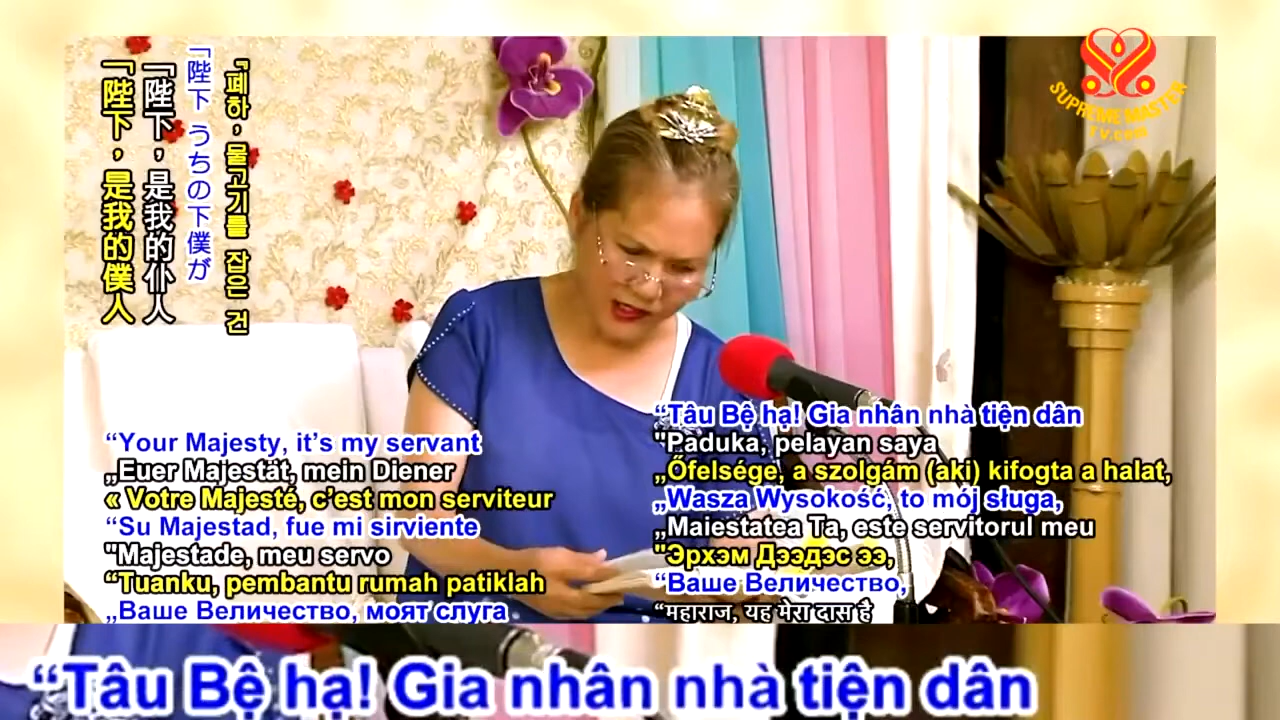 「陛下，是我的僕人
「陛下，是我的仆人
「陛下 うちの下僕が
『폐하, 물고기를 잡은 건
SUPREME MASTER
TV.com
“Your Majesty, it’s my servant
„Euer Majestät, mein Diener
« Votre Majesté, c’est mon serviteur
“Su Majestad, fue mi sirviente
"Majestade, meu servo
“Tuanku, pembantu rumah patiklah
„Ваше Величество, моят слуга
“Tâu Bệ hạ! Gia nhân nhà tiện dân
"Paduka, pelayan saya
„Őfelsége, a szolgám (aki) kifogta a halat,
„Wasza Wysokość, to mój sługa,
„Maiestatea Ta, este servitorul meu
"Эрхэм Дээдэс ээ,
“Ваше Величество,
“महाराज, यह मेरा दास है
“Tâu Bệ hạ! Gia nhân nhà tiện dân